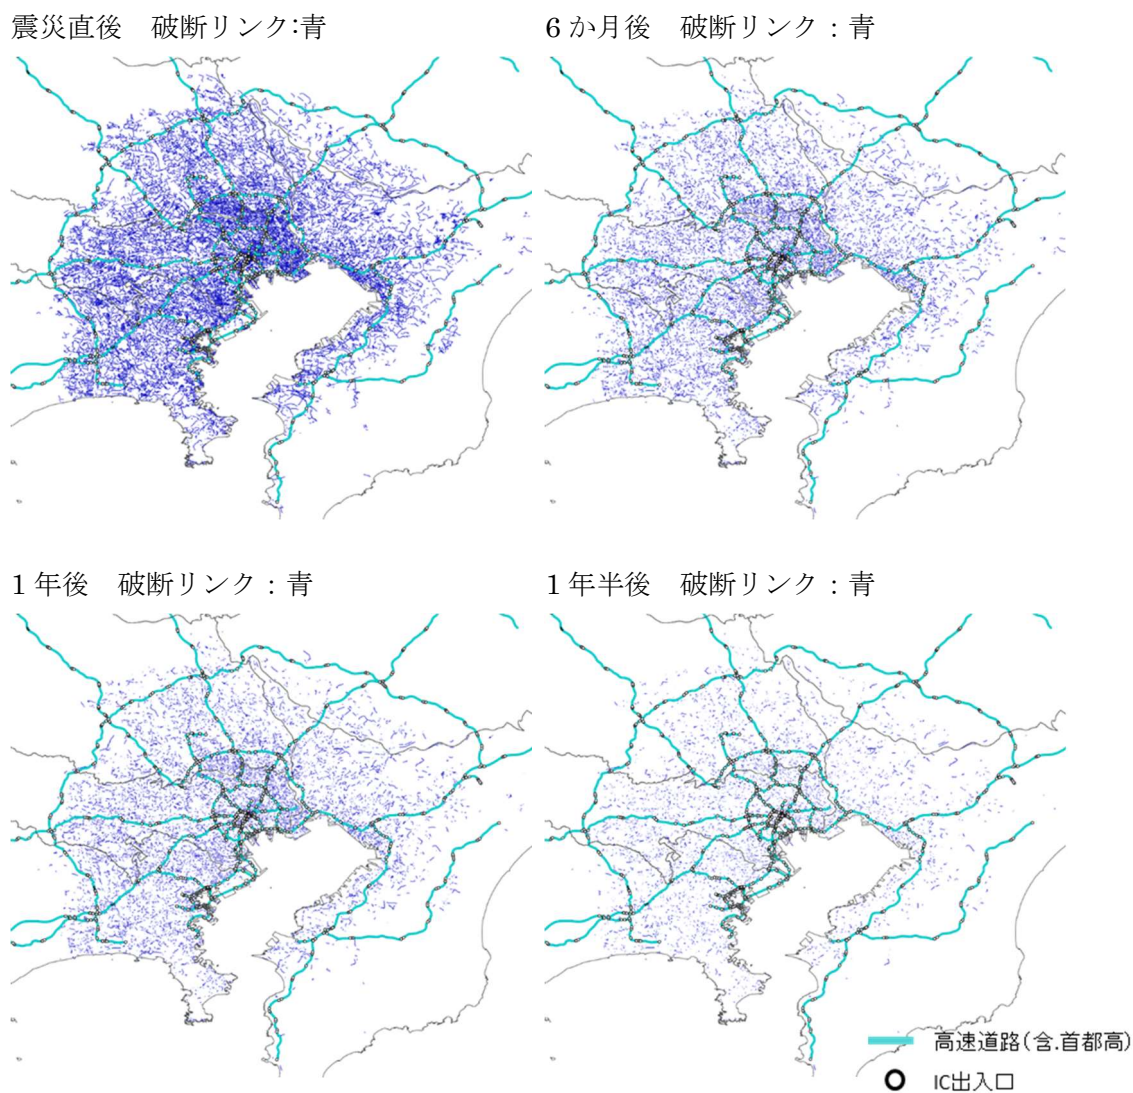 震災直後　破断リンク:青
6か月後　破断リンク：青
1年後　破断リンク：青
1年半後　破断リンク：青
高速道路(含.首都高)
IC出入口